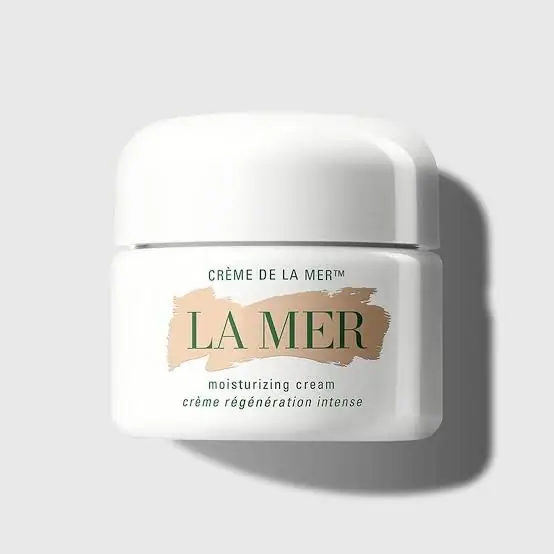 CRÈME DE LA MER™
LA MER
moisturizing cream
crème régénération intense